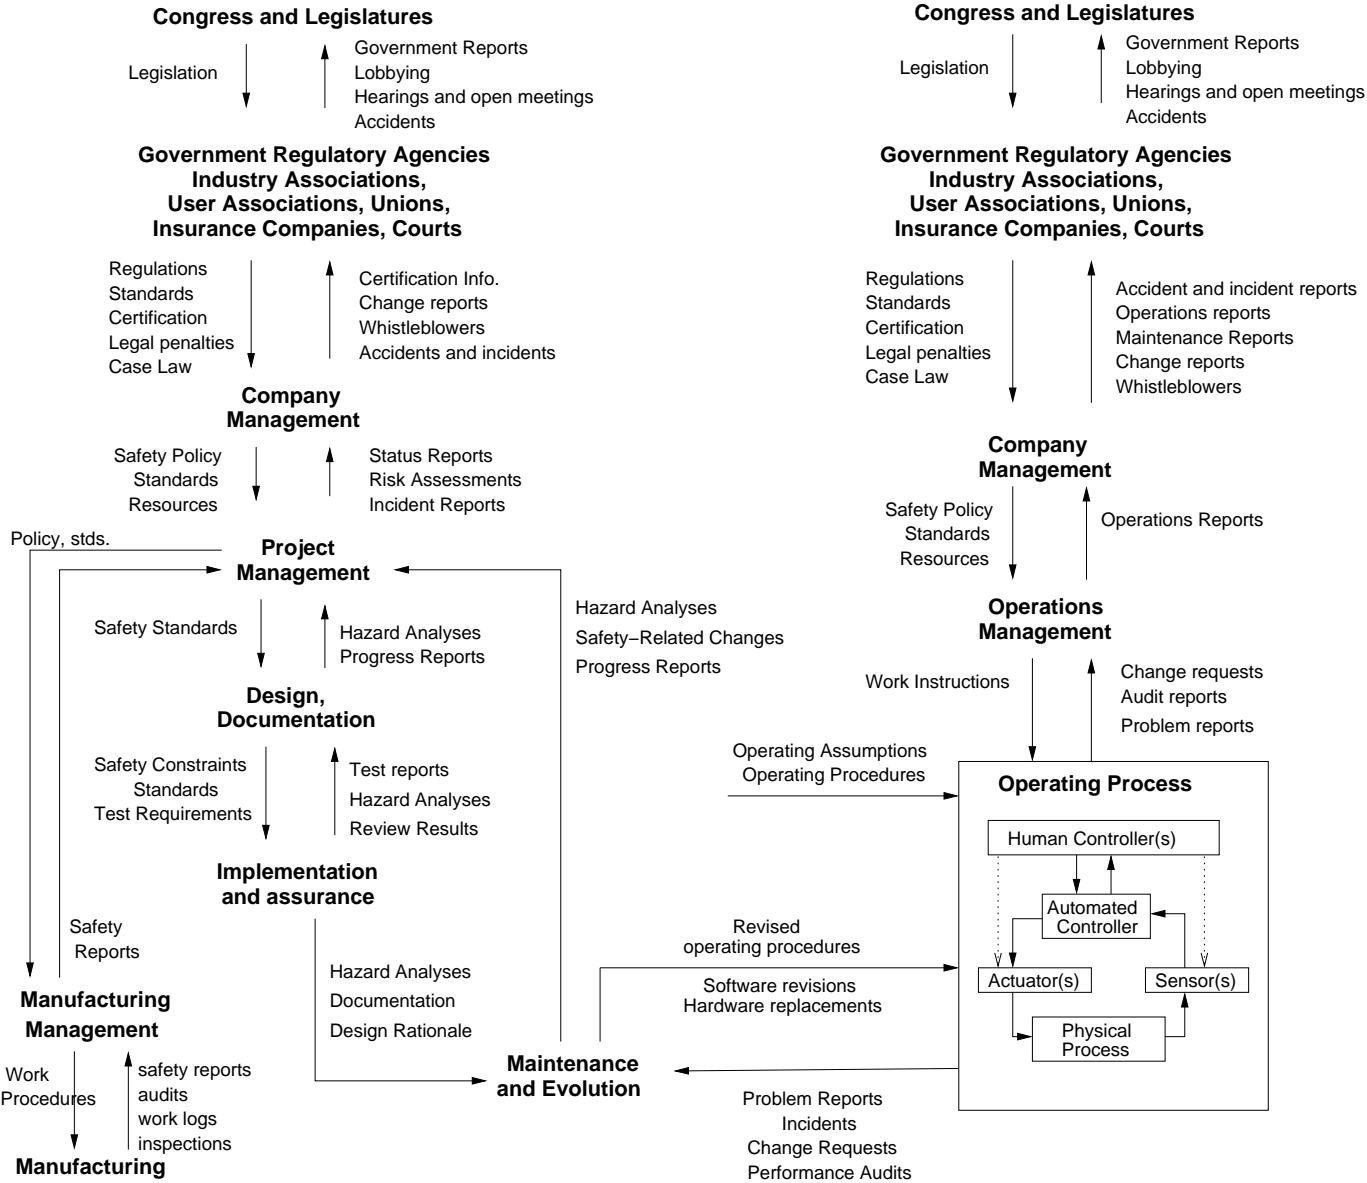 Congress and Legislatures
Legislation
Government Reports
Lobbying
Hearings and open meetings
Accidents
Government Regulatory Agencies
Industry Associations,
User Associations, Unions,
Insurance Companies, Courts
Regulations
Standards
Certification
Legal penalties
Case Law
Certification Info.
Change reports
Whistleblowers
Accidents and incidents
Company
Management
Safety Policy
Standards
Resources
Status Reports
Risk Assessments
Incident Reports
Policy, stds.
Project
Management
Safety Standards
Hazard Analyses
Progress Reports
Hazard Analyses
Safety−Related Changes
Progress Reports
Design,
Documentation
Safety Constraints
Standards
Test Requirements
Test reports
Hazard Analyses
Review Results
Implementation
and assurance
Safety
Reports
Hazard Analyses
Documentation
Design Rationale
Manufacturing
Management
Work
Procedures
safety reports
audits
work logs
inspections
Manufacturing
Maintenance
and Evolution
Congress and Legislatures
Legislation
Government Reports
Lobbying
Hearings and open meetings
Accidents
Government Regulatory Agencies
Industry Associations,
User Associations, Unions,
Insurance Companies, Courts
Regulations
Standards
Certification
Legal penalties
Case Law
Accident and incident reports
Operations reports
Maintenance Reports
Change reports
Whistleblowers
Company
Management
Safety Policy
Standards
Resources
Operations Reports
Operations
Management
Work Instructions
Change requests
Audit reports
Problem reports
Operating Assumptions
Operating Procedures
Operating Process
Human Controller(s)
Automated
Controller
Actuator(s)
Sensor(s)
Physical
Process
Revised
operating procedures
Software revisions
Hardware replacements
Problem Reports
Incidents
Change Requests
Performance Audits